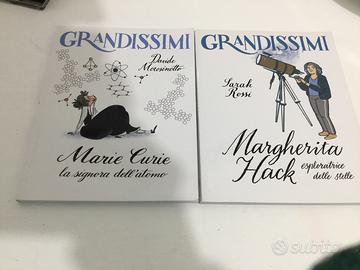 GRANDISSIMI
Davide Morosinotto
Marie Curie
la signora dell'atomo
GRANDISSIMI
Sarah
Rossi
Margherita
Hack
esploratrice
delle stelle
subito